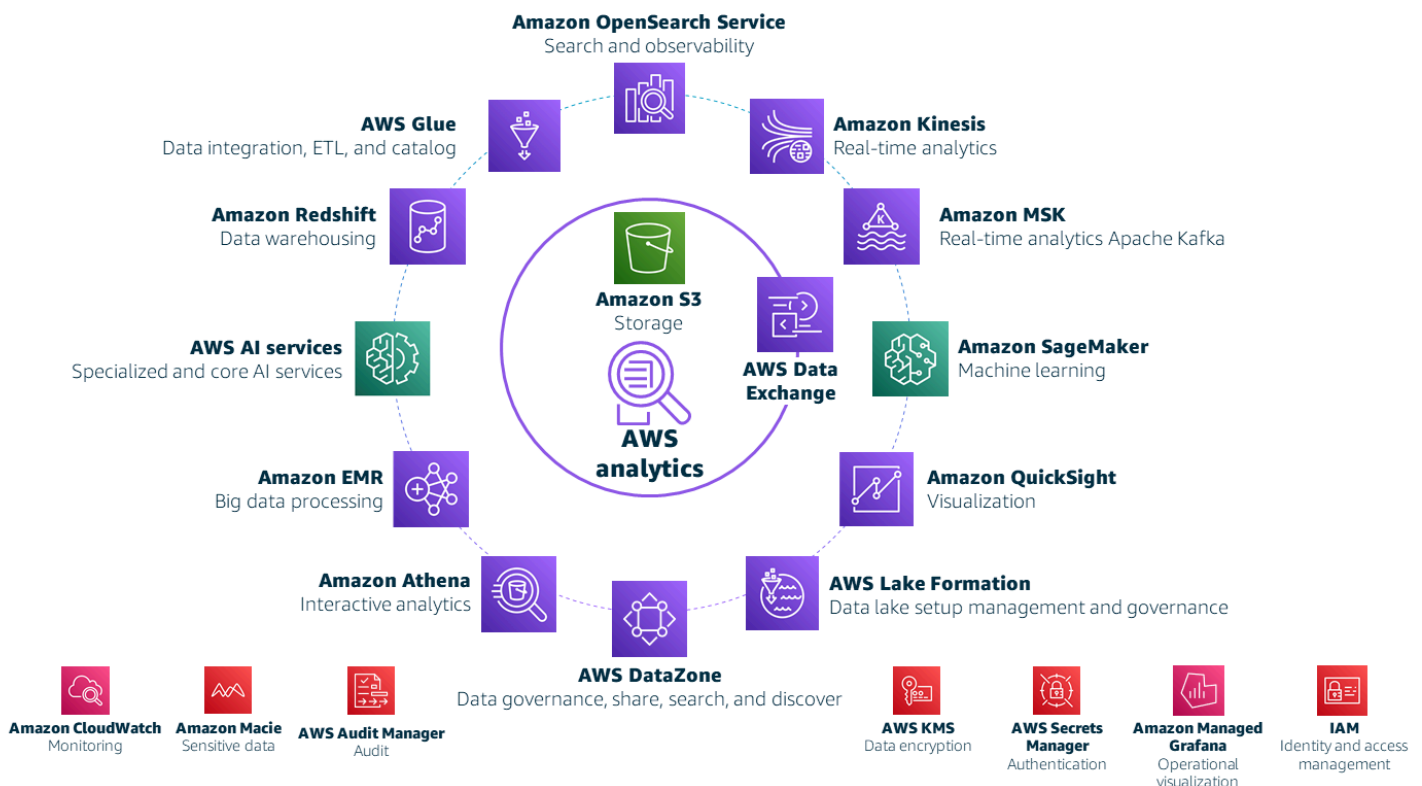 Amazon OpenSearch Service
Search and observability
AWS Glue
Data integration, ETL, and catalog
Amazon Kinesis
Real-time analytics
Amazon Redshift
Data warehousing
Amazon MSK
Real-time analytics Apache Kafka
K
Amazon S3
Storage
AWS Data
Exchange
AWS AI services
Specialized and core AI services
Amazon SageMaker
Machine learning
AWS
analytics
Amazon EMR
Big data processing
Amazon QuickSight
Visualization
Amazon Athena
Interactive analytics
AWS Lake Formation
Data lake setup management and governance
AWS DataZone
Data governance, share, search, and discover
Amazon CloudWatch
Monitoring
Amazon Macie
Sensitive data
AWS Audit Manager
Audit
AWS KMS
Data encryption
AWS Secrets
Manager
Authentication
Amazon Managed
Grafana
Operational
visualization
IAM
Identity and access
management